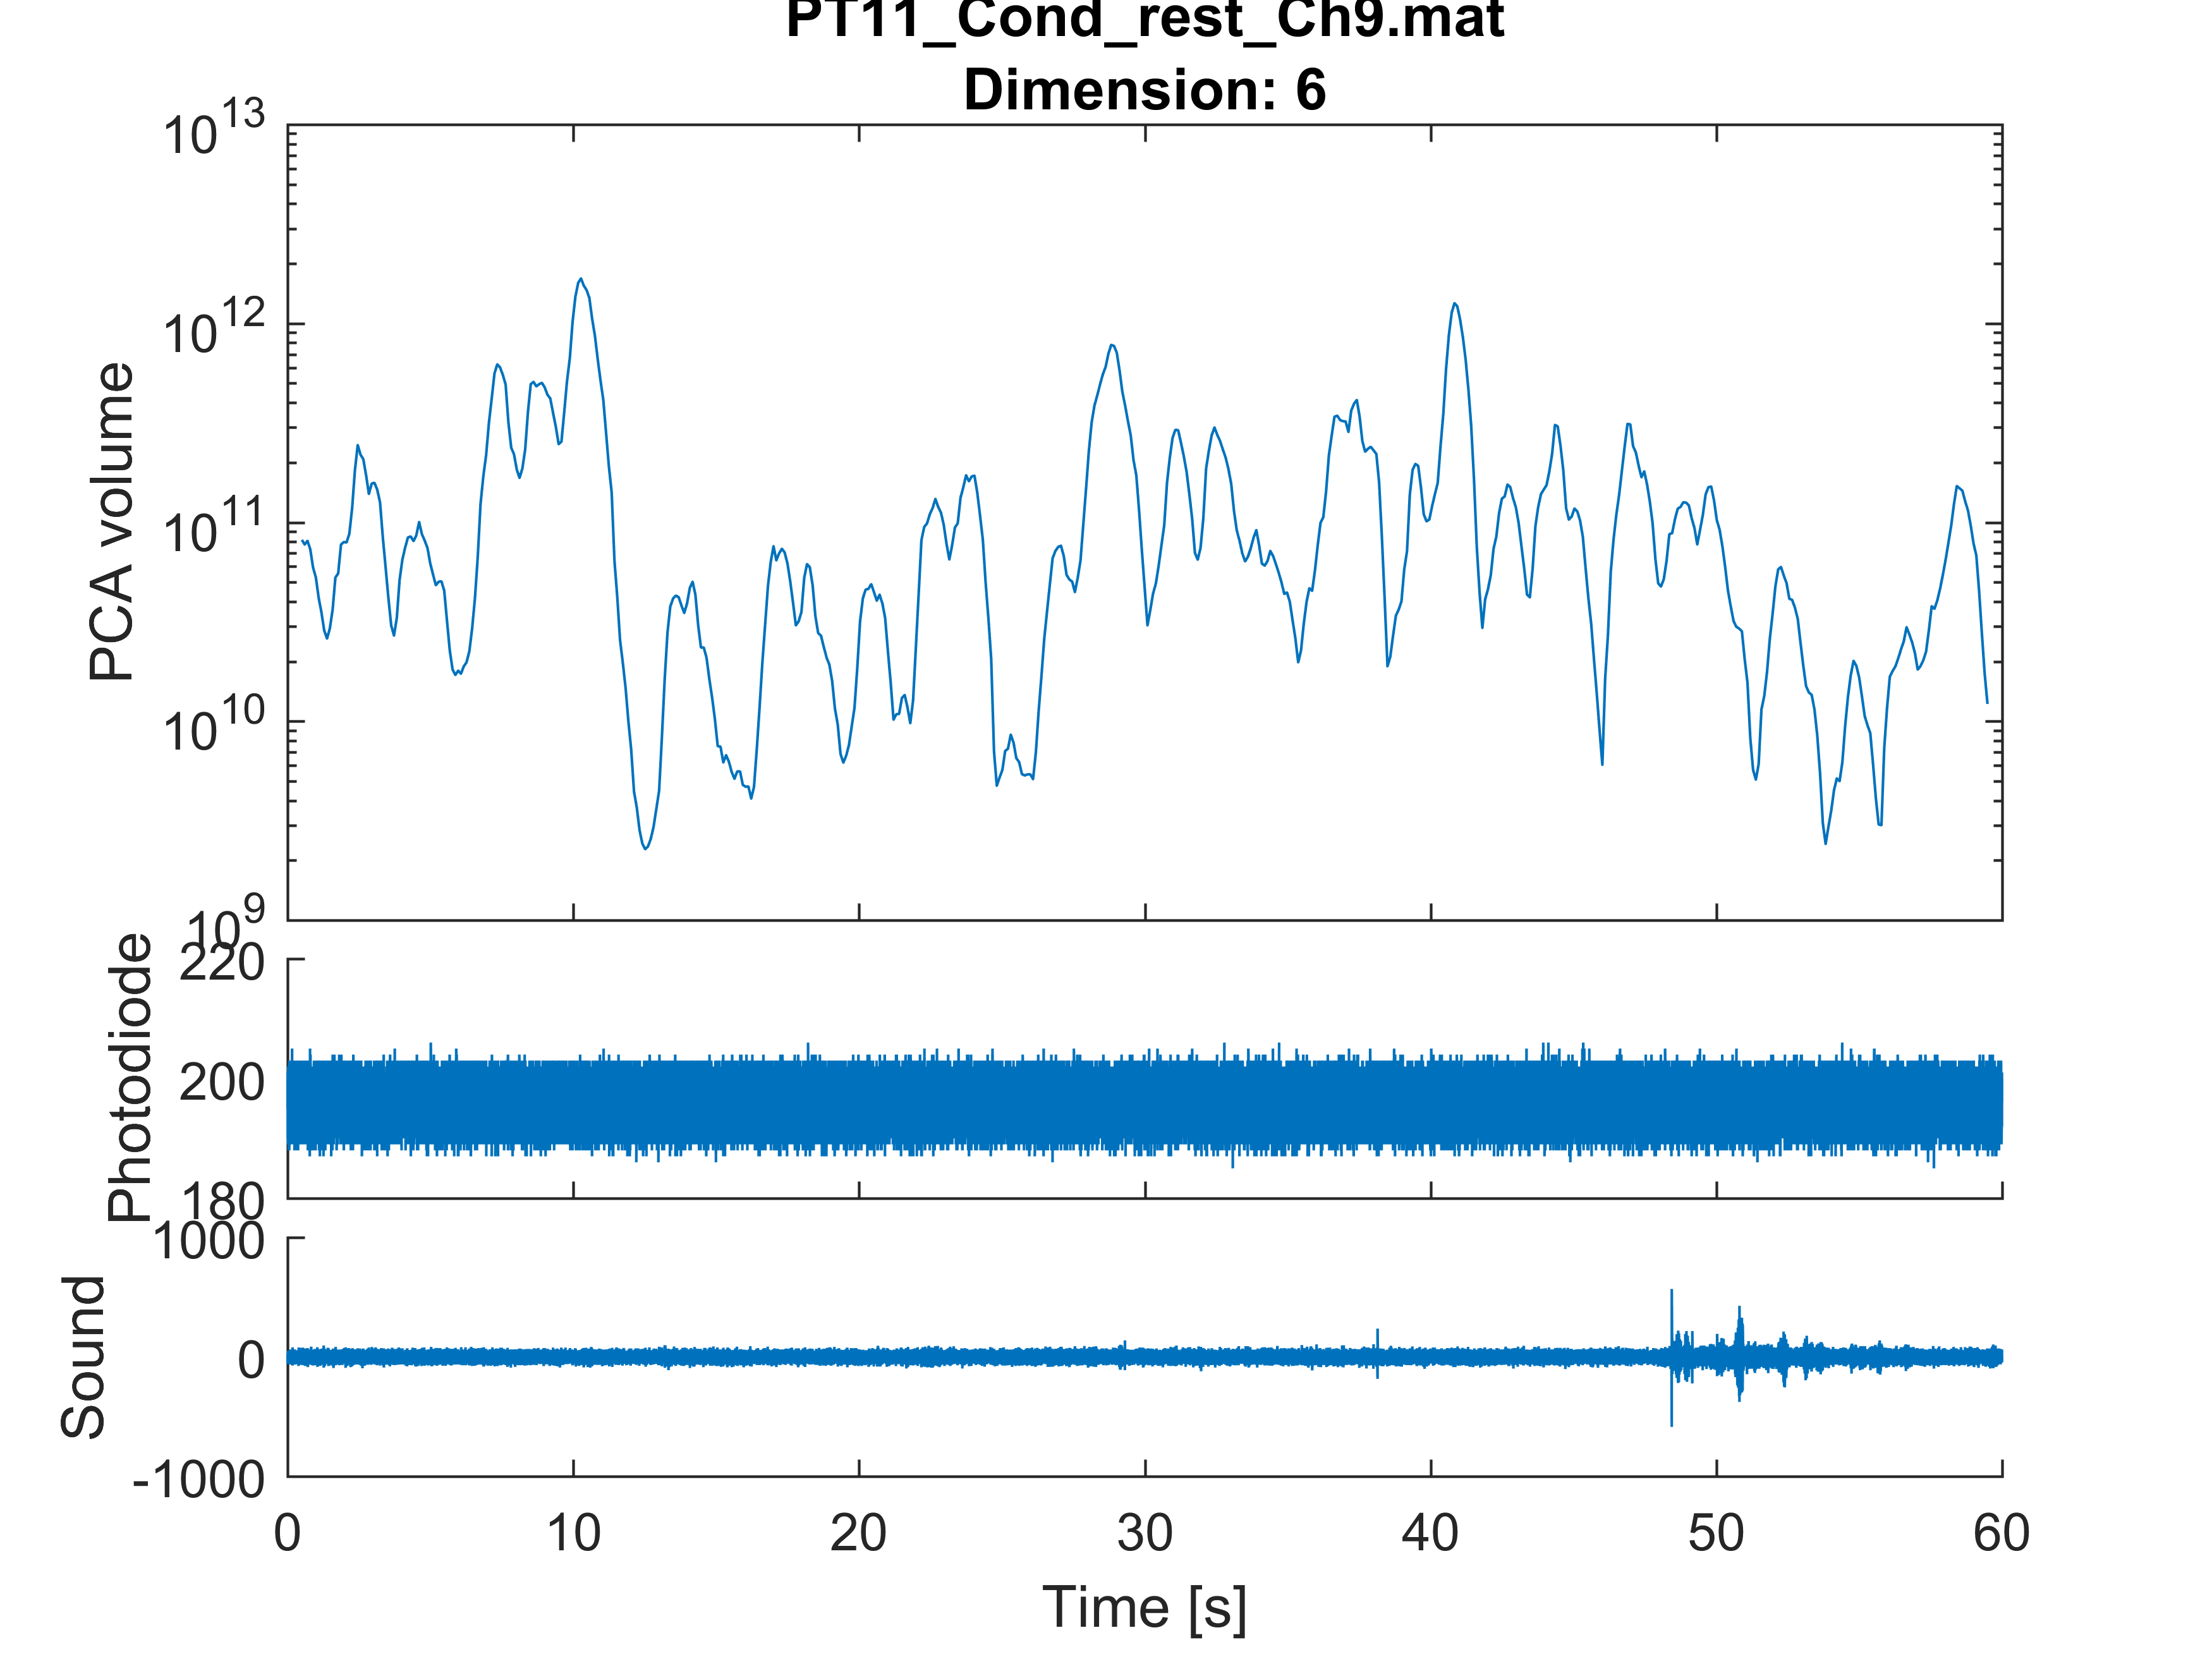 PT11_Cond_rest_Ch9.mat
Dimension: 6
10^13
10^12
10^11
10^10
10^9
PCA volume
220
200
180
Photodiode
1000
0
-1000
Sound
0 10 20 30 40 50 60
Time [s]